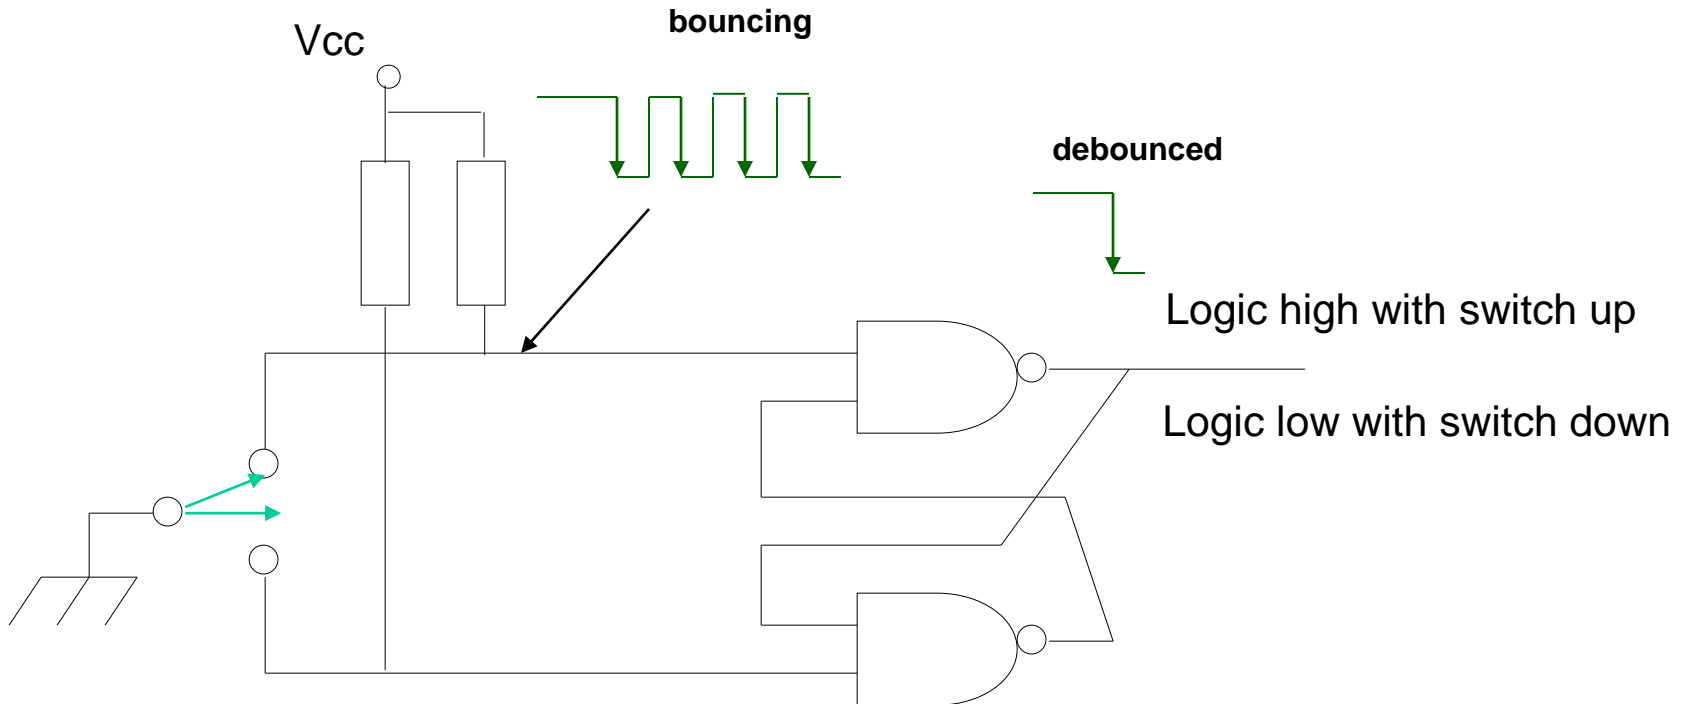 bouncing
Vcc
debounced
Logic high with switch up
Logic low with switch down